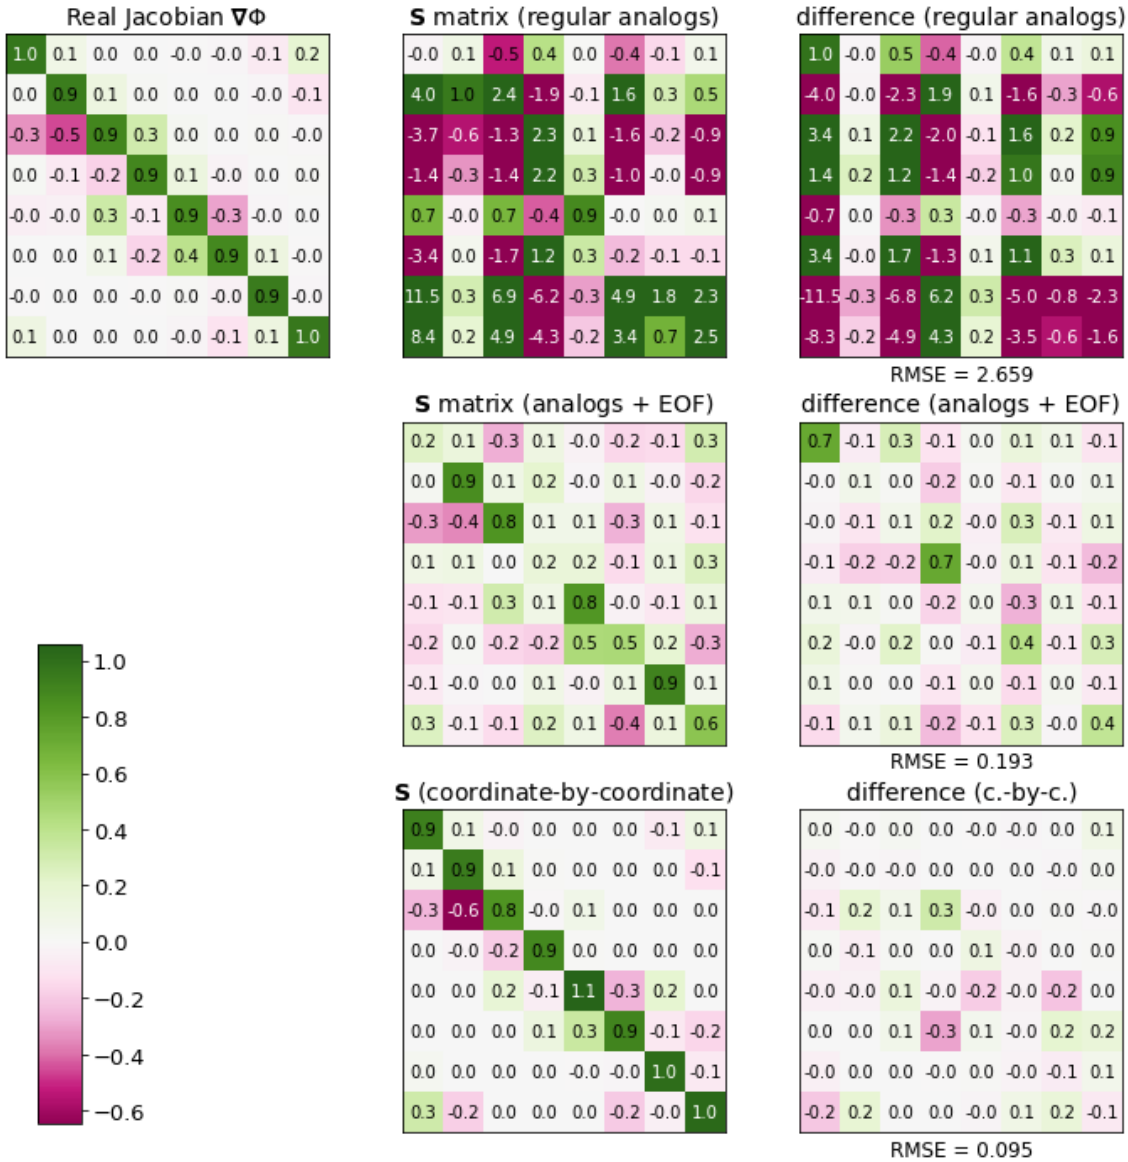 Real Jacobian ∇Φ
1.0 0.1 0.0 0.0 -0.0 -0.0 -0.1 0.2
0.0 0.9 0.1 0.0 0.0 0.0 -0.0 -0.1
-0.3 -0.5 0.9 0.3 0.0 0.0 0.0 -0.0
0.0 -0.1 -0.2 0.9 0.1 -0.0 0.0 0.0
-0.0 -0.0 0.3 -0.1 0.9 -0.3 -0.0 0.0
0.0 0.0 0.1 -0.2 0.4 0.9 0.1 -0.0
-0.0 0.0 -0.0 0.0 -0.0 0.0 0.9 -0.0
0.1 0.0 0.0 0.0 -0.0 -0.1 0.1 1.0
S matrix (regular analogs)
-0.0 0.1 -0.5 0.4 0.0 -0.4 -0.1 0.1
4.0 1.0 2.4 -1.9 -0.1 1.6 0.3 0.5
-3.7 -0.6 -1.3 2.3 0.1 -1.6 -0.2 -0.9
-1.4 -0.3 -1.4 2.2 0.3 -1.0 -0.0 -0.9
0.7 -0.0 0.7 -0.4 0.9 -0.0 0.0 0.1
-3.4 0.0 -1.7 1.2 0.3 -0.2 -0.1 -0.1
11.5 0.3 6.9 -6.2 -0.3 4.9 1.8 2.3
8.4 0.2 4.9 -4.3 -0.2 3.4 0.7 2.5
difference (regular analogs)
1.0 -0.0 0.5 -0.4 -0.0 0.4 0.1 0.1
-4.0 -0.0 -2.3 1.9 0.1 -1.6 -0.3 -0.6
3.4 0.1 2.2 -2.0 -0.1 1.6 0.2 0.9
1.4 0.2 1.2 -1.4 -0.2 1.0 0.0 0.9
-0.7 0.0 -0.3 0.3 -0.0 -0.3 -0.0 -0.1
3.4 -0.0 1.7 -1.3 0.1 1.1 0.3 0.1
-11.5 -0.3 -6.8 6.2 0.3 -5.0 -0.8 -2.3
-8.3 -0.2 -4.9 4.3 0.2 -3.5 -0.6 -1.6
RMSE = 2.659
S matrix (analogs + EOF)
0.2 0.1 -0.3 0.1 -0.0 -0.2 -0.1 0.3
0.0 0.9 0.1 0.2 -0.0 0.1 -0.0 -0.2
-0.3 -0.4 0.8 0.1 0.1 -0.3 0.1 -0.1
0.1 0.1 0.0 0.2 0.2 -0.1 0.1 0.3
-0.1 -0.1 0.3 0.1 0.8 -0.0 -0.1 0.1
-0.2 0.0 -0.2 -0.2 0.5 0.5 0.2 -0.3
-0.1 -0.0 0.0 0.1 -0.0 0.1 0.9 0.1
0.3 -0.1 -0.1 0.2 0.1 -0.4 0.1 0.6
difference (analogs + EOF)
0.7 -0.1 0.3 -0.1 0.0 0.1 0.1 -0.1
-0.0 0.1 0.0 -0.2 0.0 -0.1 0.0 0.1
-0.0 -0.1 0.1 0.2 -0.0 0.3 -0.1 0.1
-0.1 -0.2 -0.2 0.7 -0.0 0.1 -0.1 -0.2
0.1 0.1 0.0 -0.2 0.0 -0.3 0.1 -0.1
0.2 -0.0 0.2 0.0 -0.1 0.4 -0.1 0.3
0.1 0.0 -0.0 -0.1 0.0 -0.1 0.0 -0.1
-0.1 0.1 0.1 -0.2 -0.1 0.3 -0.0 0.4
RMSE = 0.193
1.0
0.8
0.6
0.4
0.2
0.0
−0.2
−0.4
−0.6
S (coordinate-by-coordinate)
0.9 0.1 -0.0 0.0 0.0 0.0 -0.1 0.1
0.1 0.9 0.1 0.0 0.0 0.0 0.0 -0.1
-0.3 -0.6 0.8 -0.0 0.1 0.0 0.0 0.0
0.0 -0.0 -0.2 0.9 0.0 0.0 0.0 0.0
0.0 0.0 0.2 -0.1 1.1 -0.3 0.2 0.0
0.0 0.0 0.0 0.1 0.3 0.9 -0.1 -0.2
0.0 0.0 0.0 0.0 -0.0 -0.0 1.0 -0.1
0.3 -0.2 0.0 0.0 0.0 -0.2 -0.0 1.0
difference (c.-by-c.)
0.0 -0.0 0.0 0.0 -0.0 -0.0 0.0 0.1
-0.0 -0.0 -0.0 0.0 0.0 0.0 -0.0 0.0
-0.1 0.2 0.1 0.3 -0.0 0.0 0.0 -0.0
0.0 -0.1 0.0 0.0 0.1 -0.0 0.0 0.0
-0.0 -0.0 0.1 -0.0 -0.2 -0.0 -0.2 0.0
0.0 0.0 0.1 -0.3 0.1 -0.0 0.2 0.2
-0.0 0.0 0.0 -0.0 0.0 0.0 -0.1 0.1
-0.2 0.2 0.0 0.0 -0.0 0.1 0.2 -0.1
RMSE = 0.095